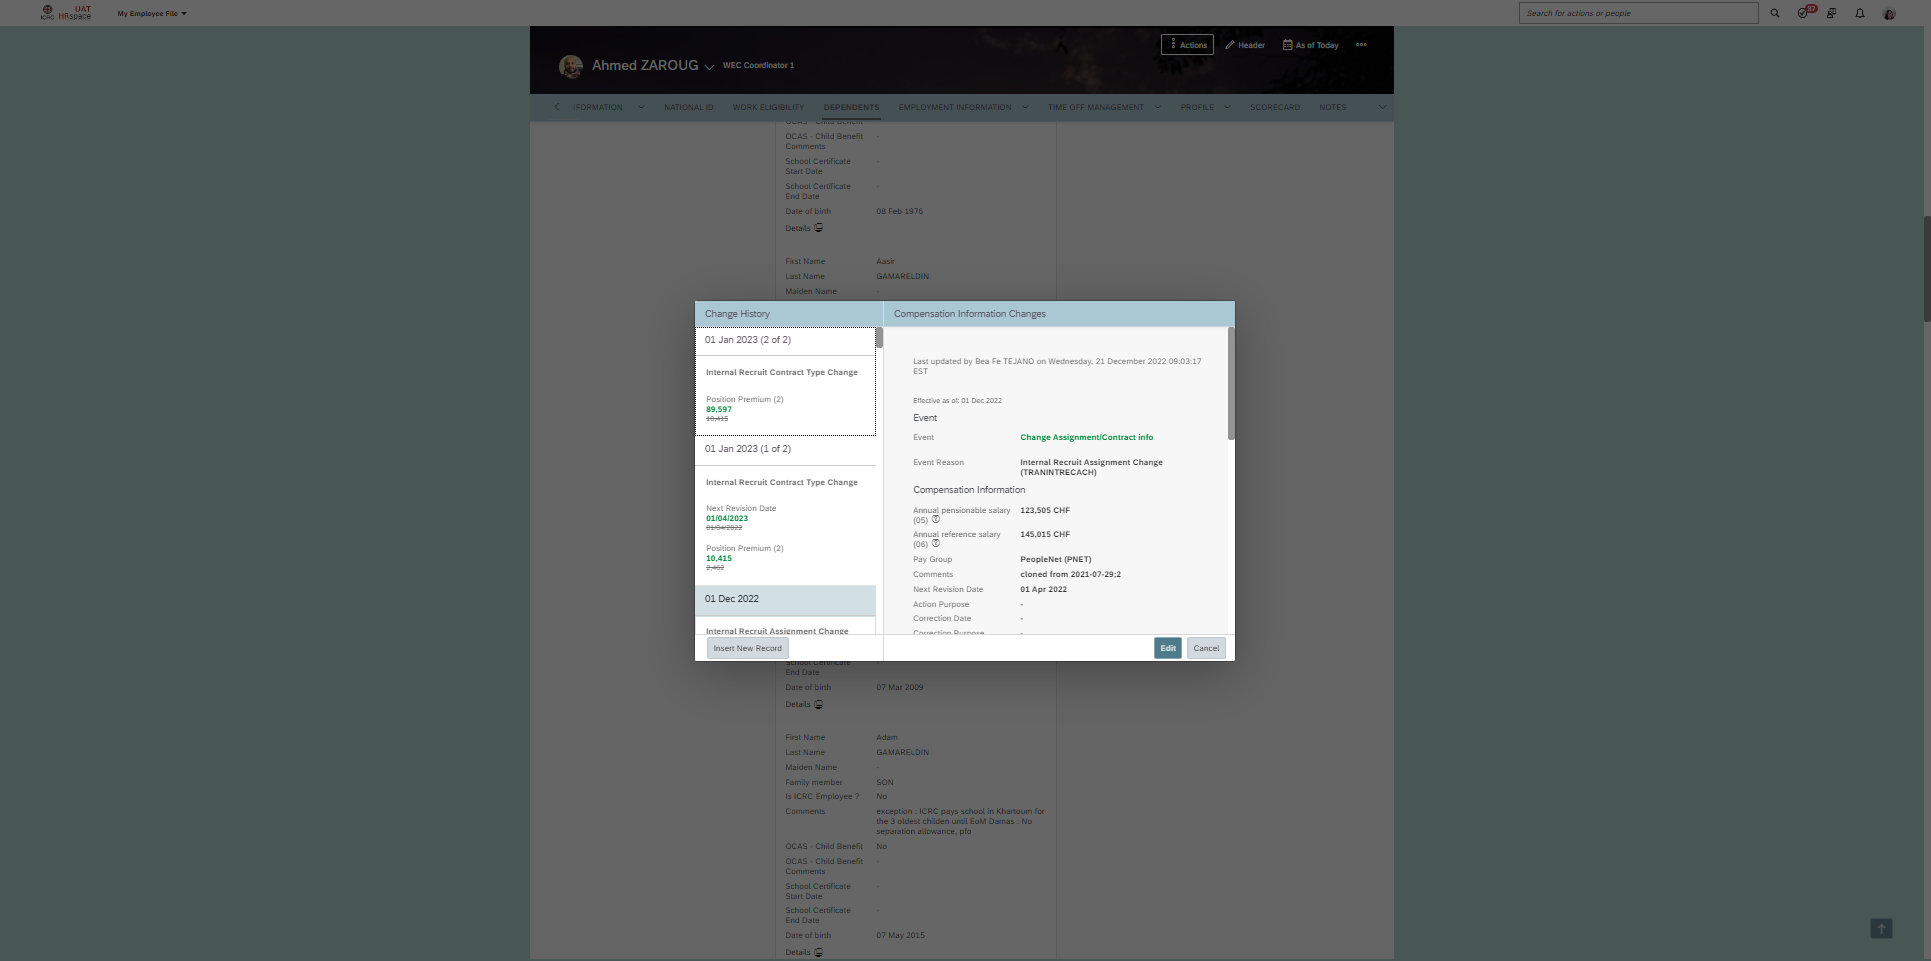 ICRC
UAT
HRspace
My Employee File
Search for actions or people
37
Ahmed ZAROUG
WEC Coordinator 1
Actions
Header
As of Today
FORMATION
NATIONAL ID
WORK ELIGIBILITY
DEPENDENTS
EMPLOYMENT INFORMATION
TIME OFF MANAGEMENT
PROFILE
SCORECARD
NOTES
OCAS - Child Benefit
OCAS - Child Benefit -
Comments
School Certificate -
Start Date
School Certificate -
End Date
Date of birth 08 Feb 1976
Details
First Name Aasir
Last Name GAMARELDIN
Maiden Name -
Change History
01 Jan 2023 (2 of 2)
Internal Recruit Contract Type Change
Position Premium (2)
89,597
10,415
01 Jan 2023 (1 of 2)
Internal Recruit Contract Type Change
Next Revision Date
01/04/2023
01/04/2022
Position Premium (2)
10,415
2,462
01 Dec 2022
Internal Recruit Assignment Change
Insert New Record
Compensation Information Changes
Last updated by Bea Fe TEJANO on Wednesday, 21 December 2022 09:03:17
EST
Effective as of: 01 Dec 2022
Event
Event Change Assignment/Contract info
Event Reason Internal Recruit Assignment Change
(TRANINTRECACH)
Compensation Information
Annual pensionable salary 123,505 CHF
(05)
Annual reference salary 145,015 CHF
(06)
Pay Group PeopleNet (PNET)
Comments cloned from 2021-07-29;2
Next Revision Date 01 Apr 2022
Action Purpose -
Correction Date -
Correction Purpose -
Edit
Cancel
School Certificate
End Date
Date of birth 07 Mar 2009
Details
First Name Adam
Last Name GAMARELDIN
Maiden Name -
Family member SON
Is ICRC Employee ? No
Comments exception : ICRC pays school in Khartoum for
the 3 oldest childen until EoM Damas : No
separation allowance, pfo
OCAS - Child Benefit No
OCAS - Child Benefit -
Comments
School Certificate -
Start Date
School Certificate -
End Date
Date of birth 07 May 2015
Details